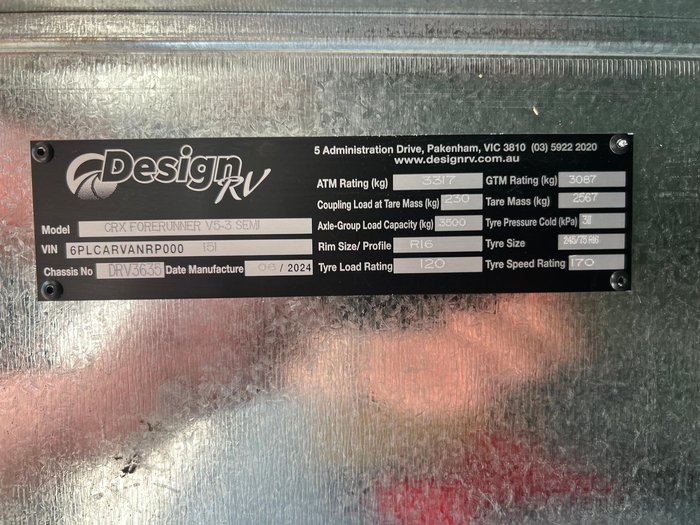 Design RV
5 Administration Drive, Pakenham, VIC 3810 (03) 5922 2020
www.designrv.com.au
ATM Rating (kg) 3317 GTM Rating (kg) 3087
Coupling Load at Tare Mass (kg) 230 Tare Mass (kg) 2567
Model CRX FORERUNNER V5-3 SEMI Axle-Group Load Capacity (kg) 3500 Tyre Pressure Cold (kPa)
VIN 6PLCARVANRP000 151 Rim Size/ Profile R16 Tyre Size 245/75 R16
Chassis No DRV3635 Date Manufacture 06 / 2024 Tyre Load Rating 120 Tyre Speed Rating 170